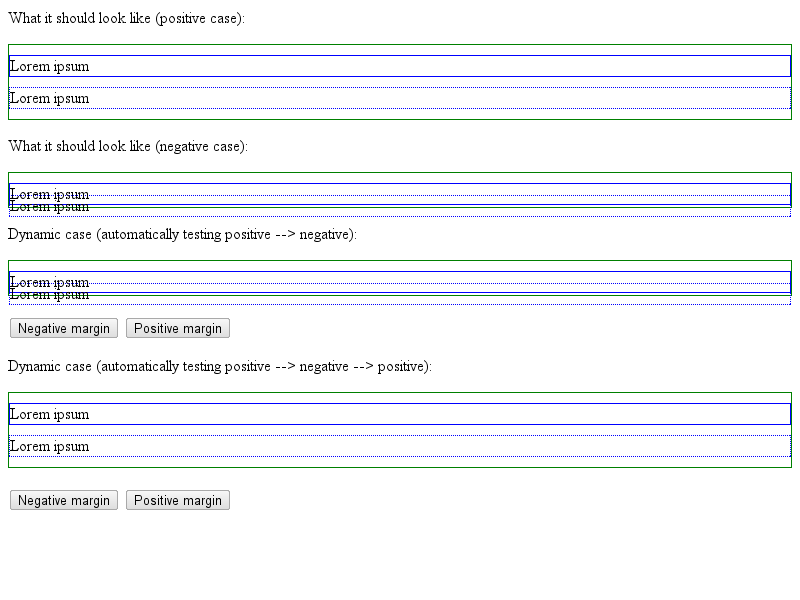 What it should look like (positive case):
Lorem ipsum
Lorem ipsum
What it should look like (negative case):
Lorem ipsum
Lorem ipsum
Dynamic case (automatically testing positive --> negative):
Lorem ipsum
Lorem ipsum
Negative margin Positive margin
Dynamic case (automatically testing positive --> negative --> positive):
Lorem ipsum
Lorem ipsum
Negative margin Positive margin